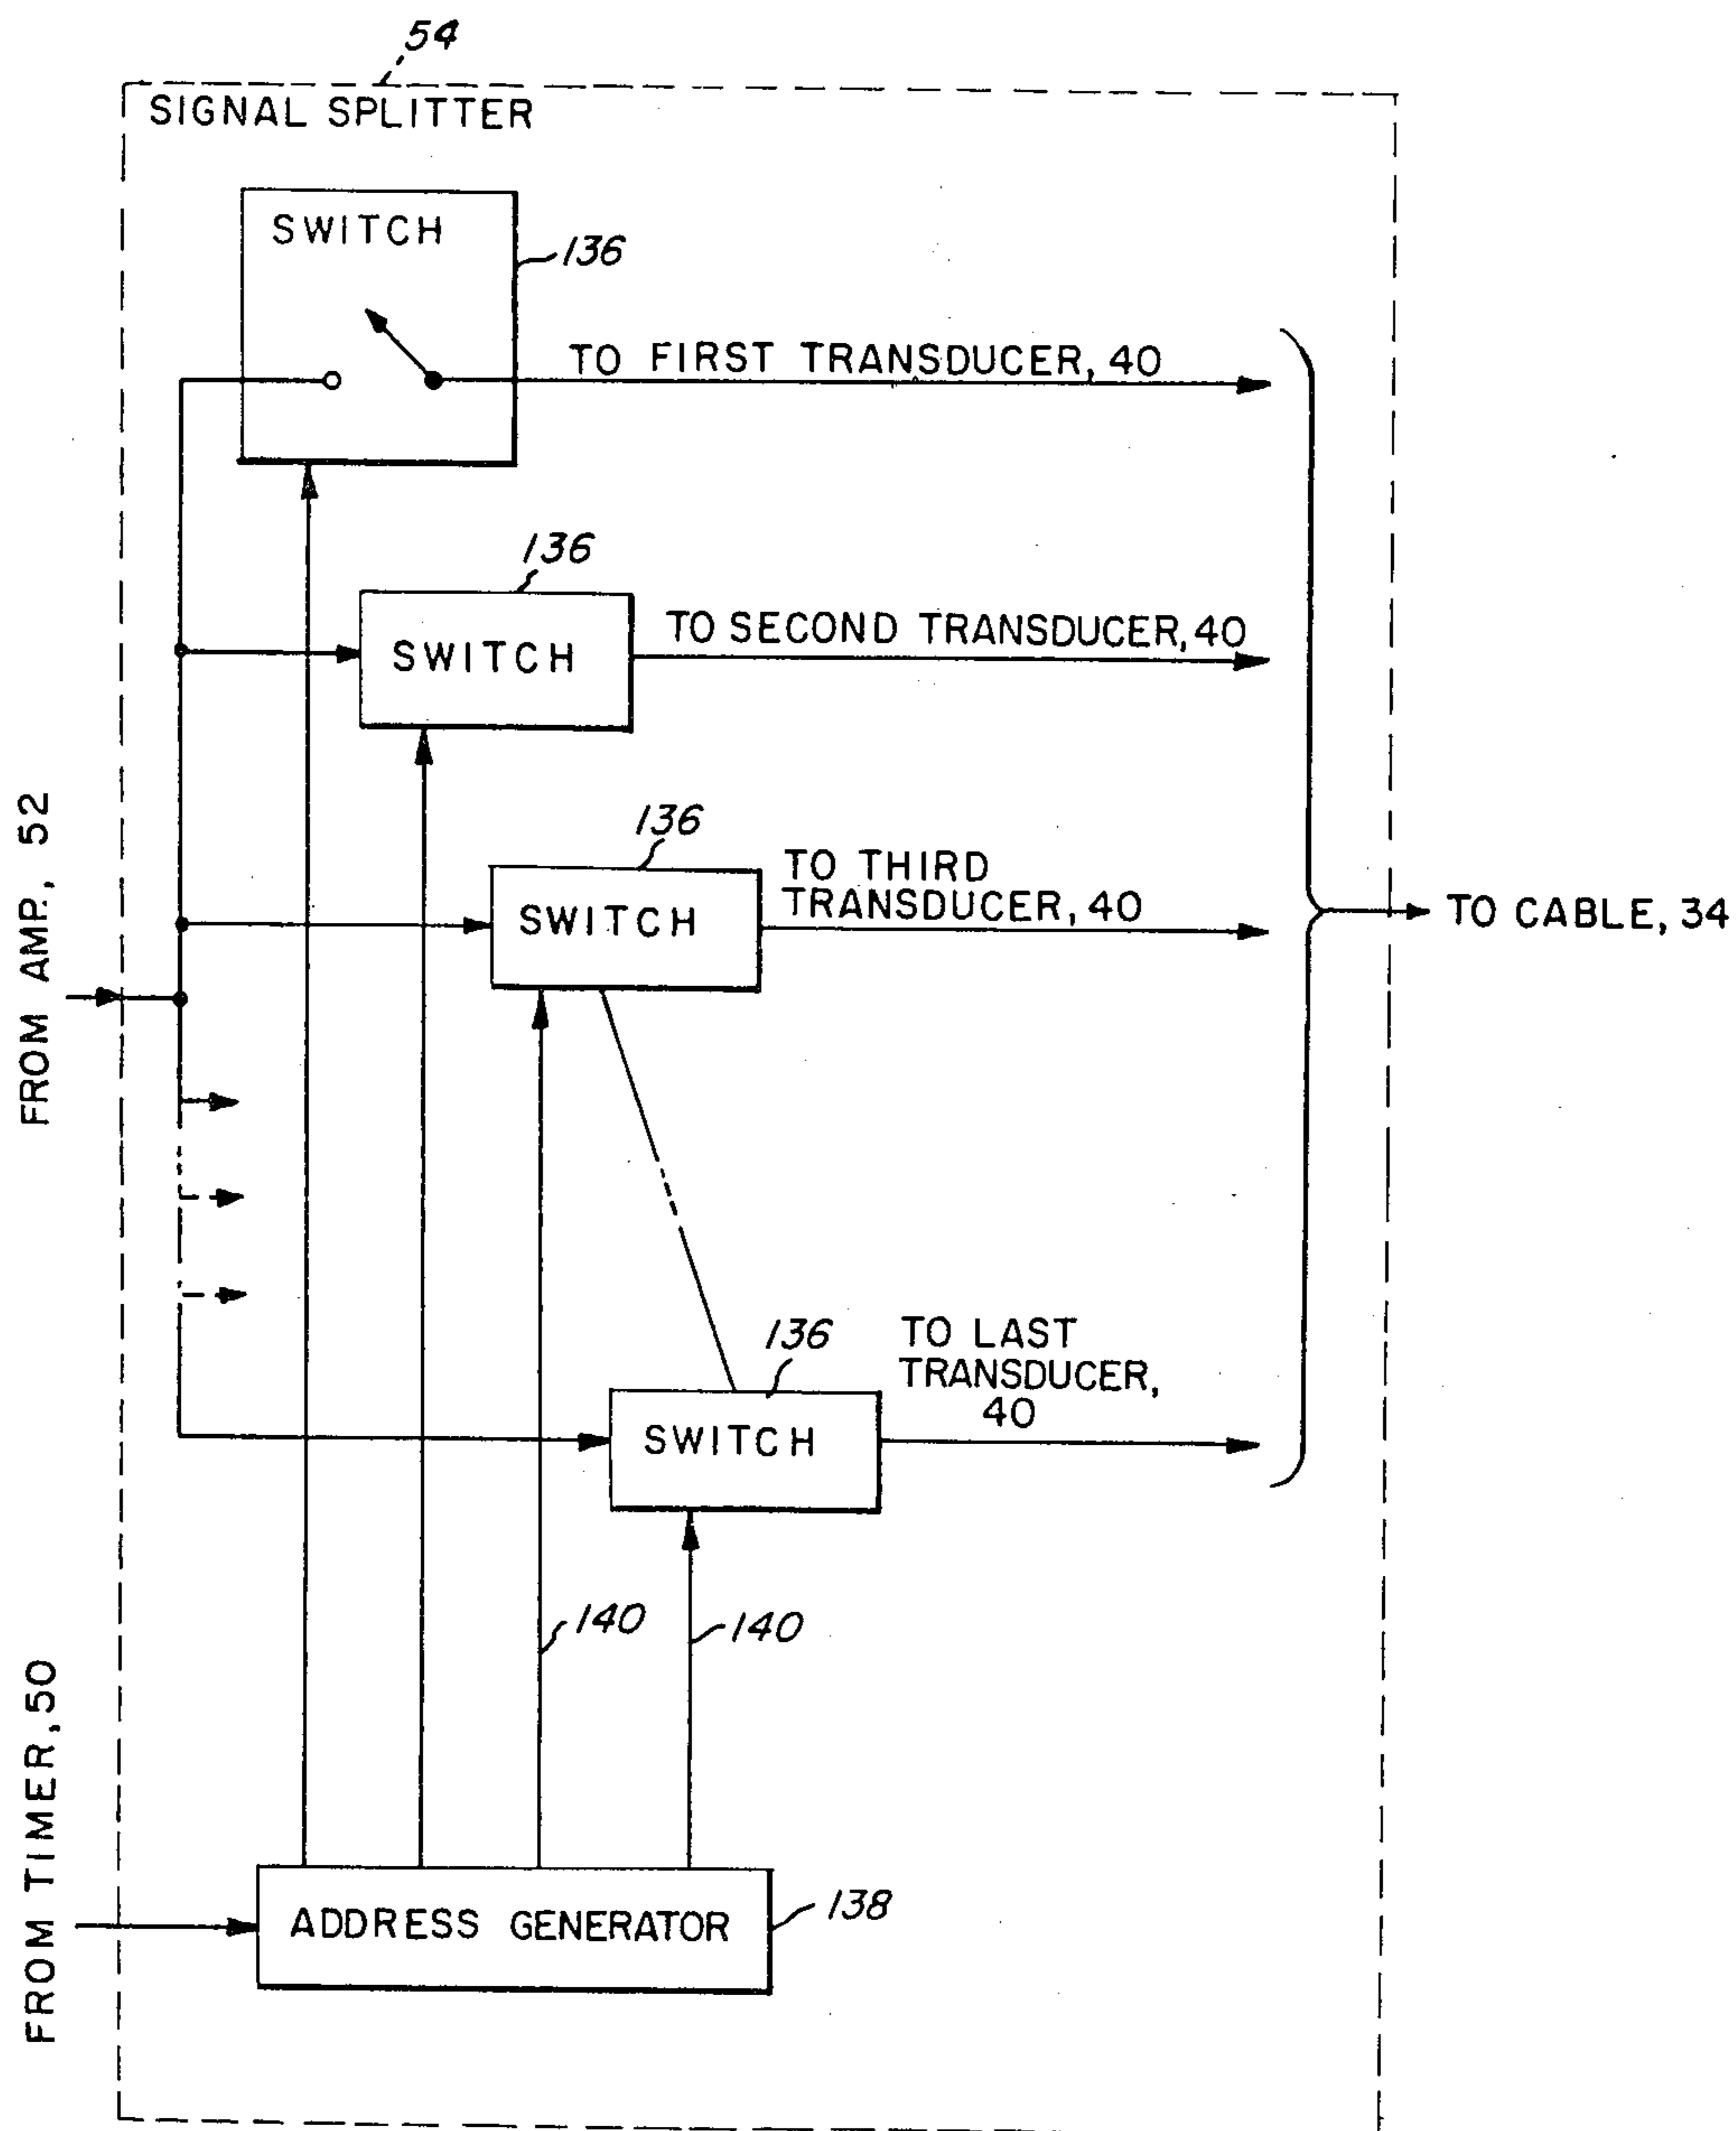 54
SIGNAL SPLITTER
SWITCH
136
TO FIRST TRANSDUCER, 40
136
SWITCH
TO SECOND TRANSDUCER, 40
136
SWITCH
TO THIRD
TRANSDUCER, 40
FROM AMP., 52
TO CABLE, 34
136
SWITCH
TO LAST
TRANSDUCER,
40
140
140
FROM TIMER, 50
ADDRESS GENERATOR
138